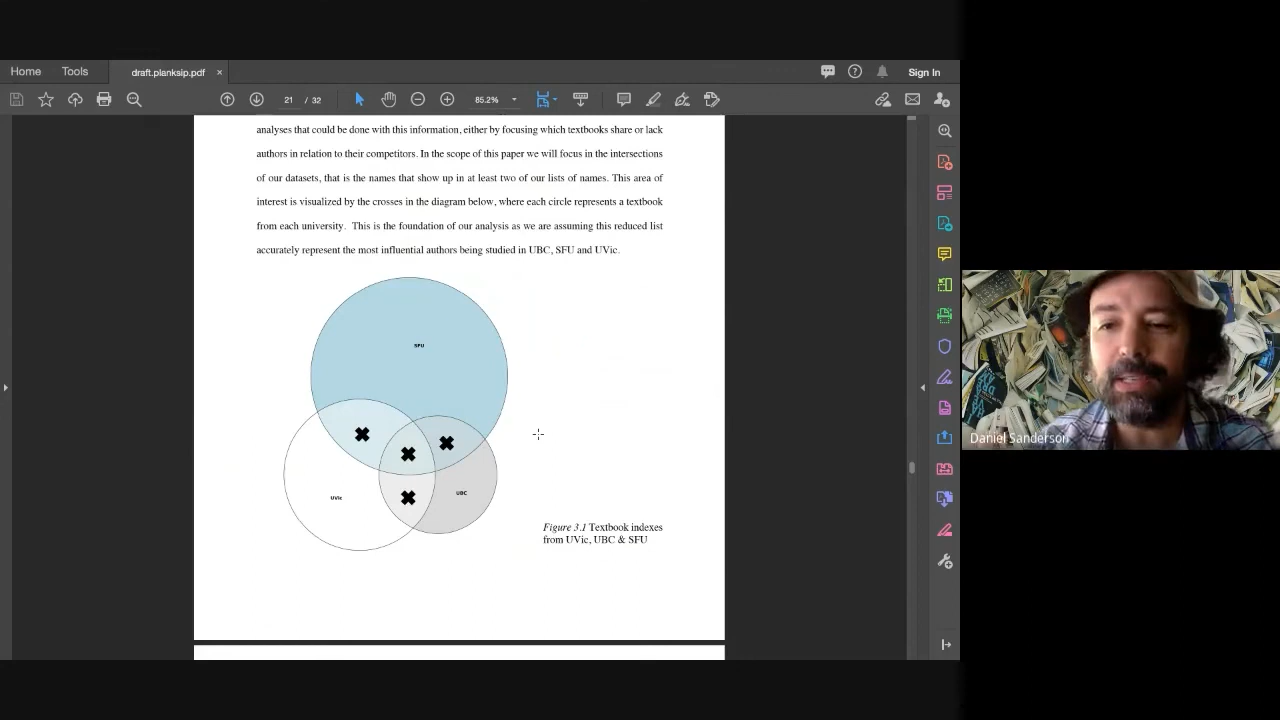 Home Tools draft.planksip.pdf × Sign In
21 / 32 85.2%
analyses that could be done with this information, either by focusing which textbooks share or lack
authors in relation to their competitors. In the scope of this paper we will focus in the intersections
of our datasets, that is the names that show up in at least two of our lists of names. This area of
interest is visualized by the crosses in the diagram below, where each circle represents a textbook
from each university. This is the foundation of our analysis as we are assuming this reduced list
accurately represent the most influential authors being studied in UBC, SFU and UVic.
SFU
UVic
UBC
Figure 3.1 Textbook indexes
from UVic, UBC & SFU
Daniel Sanderson